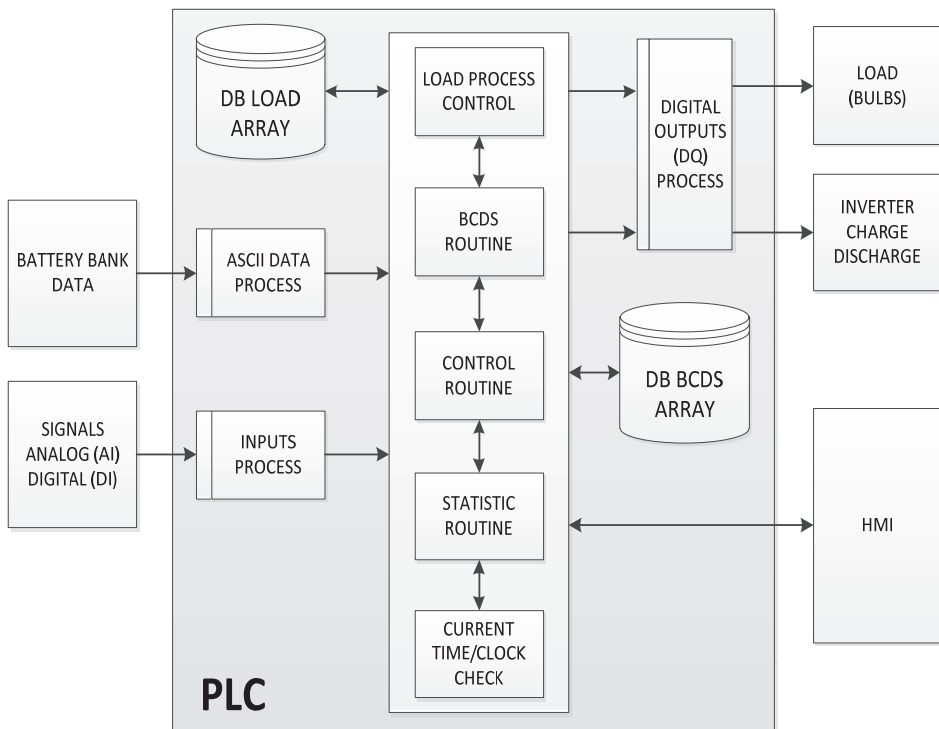 DB LOAD
ARRAY
LOAD PROCESS
CONTROL
DIGITAL
OUTPUTS
(DQ)
PROCESS
LOAD
(BULBS)
BATTERY BANK
DATA
ASCII DATA
PROCESS
BCDS
ROUTINE
INVERTER
CHARGE
DISCHARGE
CONTROL
ROUTINE
DB BCDS
ARRAY
SIGNALS
ANALOG (AI)
DIGITAL (DI)
INPUTS
PROCESS
STATISTIC
ROUTINE
HMI
CURRENT
TIME/CLOCK
CHECK
PLC